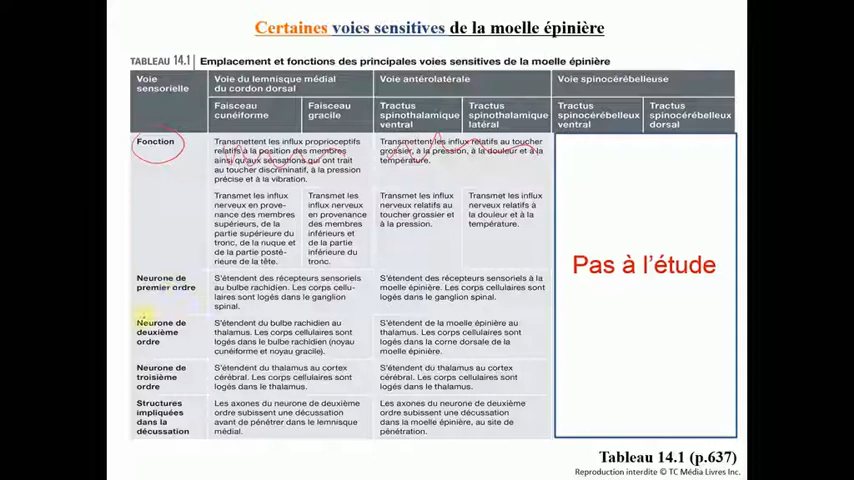 Certaines voies sensitives de la moelle épinière
TABLEAU 14.1 Emplacement et fonctions des principales voies sensitives de la moelle épinière
Voie
sensorielle
Voie du lemnisque médial
du cordon dorsal
Voie antérolatérale
Voie spinocérébelleuse
Faisceau
cunéiforme
Faisceau
gracile
Tractus
spinothalamique
ventral
Tractus
spinothalamique
latéral
Tractus
spinocérébelleux
ventral
Tractus
spinocérébelleux
dorsal
Fonction
Transmettent les influx proprioceptifs
relatifs à la position des membres
ainsi qu'aux sensations qui ont trait
au toucher discriminatif, à la pression
précise et à la vibration.
Transmettent les influx relatifs au toucher
grossier, à la pression, à la douleur et à la
température.
Transmet les influx
nerveux en prove-
nance des membres
supérieurs, de la
partie supérieure du
tronc, de la nuque et
de la partie posté-
rieure de la tête.
Transmet les
influx nerveux
en provenance
des membres
inférieurs et
de la partie
inférieure du
tronc.
Transmet les influx
nerveux relatifs au
toucher grossier et
à la pression.
Transmet les influx
nerveux relatifs à
la douleur et à la
température.
Pas à l'étude
Neurone de
premier ordre
S'étendent des récepteurs sensoriels
au bulbe rachidien. Les corps cellu-
laires sont logés dans le ganglion
spinal.
S'étendent des récepteurs sensoriels à la
moelle épinière. Les corps cellulaires sont
logés dans le ganglion spinal.
Neurone de
deuxième
ordre
S'étendent du bulbe rachidien au
thalamus. Les corps cellulaires sont
logés dans le bulbe rachidien (noyau
cunéiforme et noyau gracile).
S'étendent de la moelle épinière au
thalamus. Les corps cellulaires sont
logés dans la corne dorsale de la
moelle épinière.
Neurone de
troisième
ordre
S'étendent du thalamus au cortex
cérébral. Les corps cellulaires sont
logés dans le thalamus.
S'étendent du thalamus au cortex
cérébral. Les corps cellulaires sont
logés dans le thalamus.
Structures
impliquées
dans la
décussation
Les axones du neurone de deuxième
ordre subissent une décussation
avant de pénétrer dans le lemnisque
médial.
Les axones du neurone de deuxième
ordre subissent une décussation
dans la moelle épinière, au site de
pénétration.
Tableau 14.1 (p.637)
Reproduction interdite © TC Média Livres Inc.